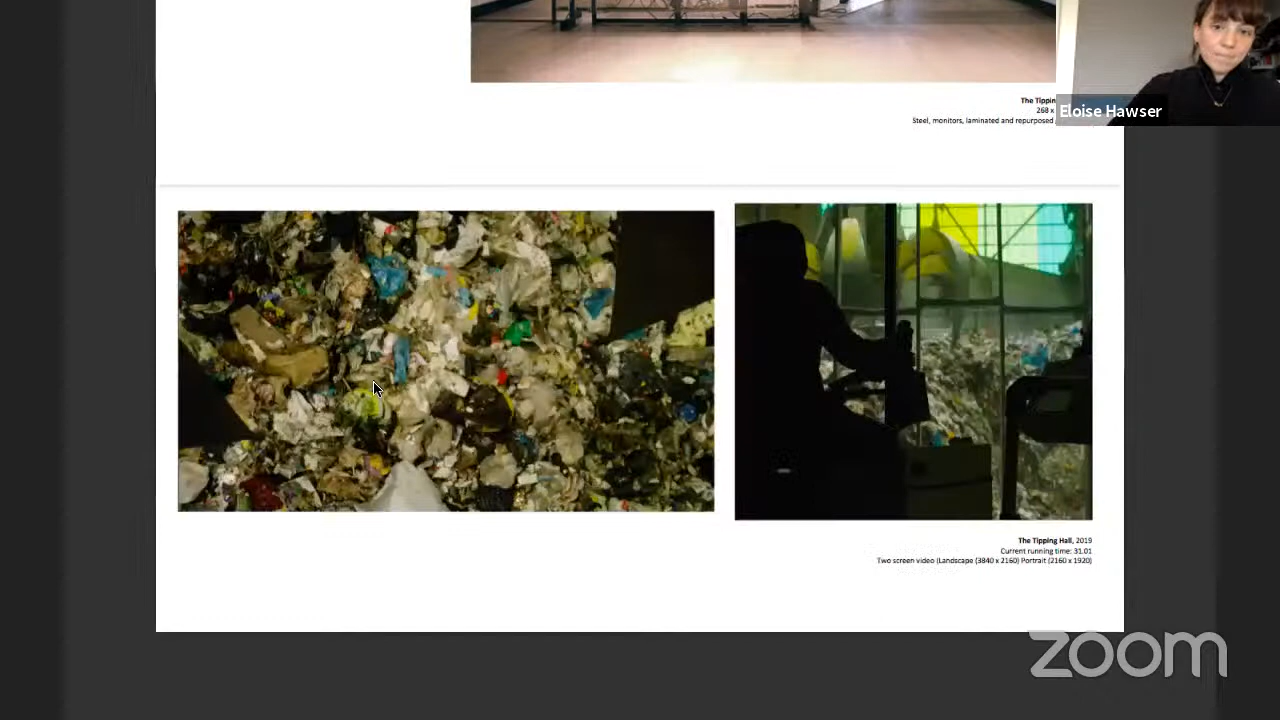 The Tippin
Eloise Hawser
268 x
Steel, monitors, laminated and repurposed
The Tipping Hall, 2019
Current running time: 31.01
Two screen video (Landscape (3840 x 2160) Portrait (2160 x 1920)
zoom